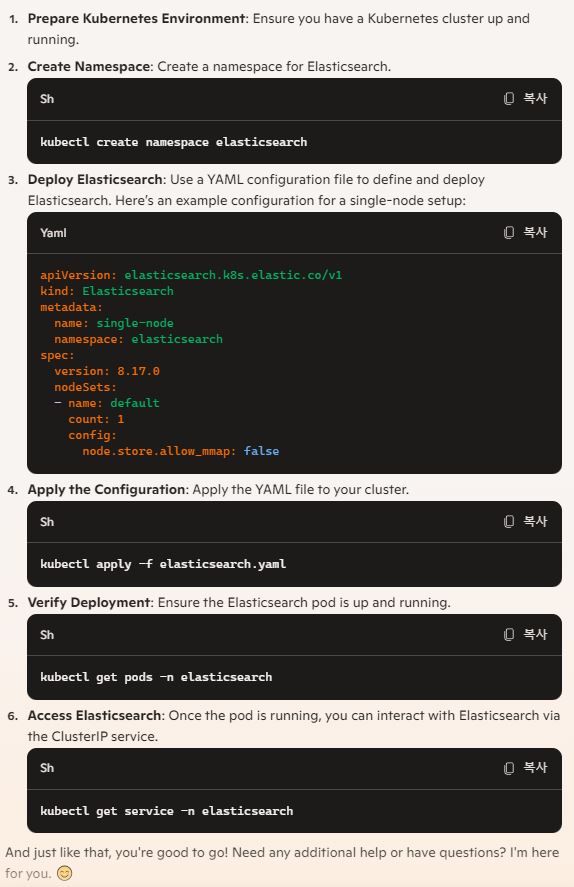 1. Prepare Kubernetes Environment: Ensure you have a Kubernetes cluster up and
running.
2. Create Namespace: Create a namespace for Elasticsearch.
Sh 복사
kubectl create namespace elasticsearch
3. Deploy Elasticsearch: Use a YAML configuration file to define and deploy
Elasticsearch. Here's an example configuration for a single-node setup:
Yaml 복사
apiVersion: elasticsearch.k8s.elastic.co/v1
kind: Elasticsearch
metadata:
  name: single-node
  namespace: elasticsearch
spec:
  version: 8.17.0
  nodeSets:
  - name: default
    count: 1
    config:
      node.store.allow_mmap: false
4. Apply the Configuration: Apply the YAML file to your cluster.
Sh 복사
kubectl apply -f elasticsearch.yaml
5. Verify Deployment: Ensure the Elasticsearch pod is up and running.
Sh 복사
kubectl get pods -n elasticsearch
6. Access Elasticsearch: Once the pod is running, you can interact with Elasticsearch via
the ClusterIP service.
Sh 복사
kubectl get service -n elasticsearch
And just like that, you're good to go! Need any additional help or have questions? I'm here
for you. 😊